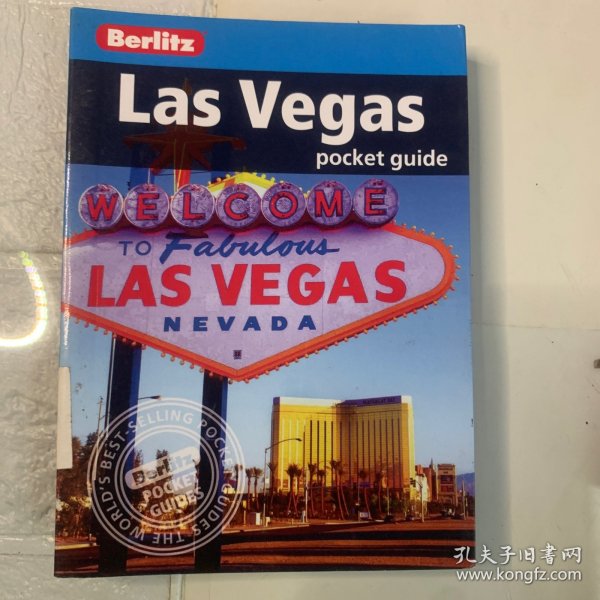 Berlitz
Las Vegas
pocket guide
WELCOME
TO Fabulous
LAS VEGAS
NEVADA
THE WORLD'S BEST-SELLING POCKET GUIDES
Berlitz
POCKET
GUIDES
孔夫子旧书网
www.kongfz.com